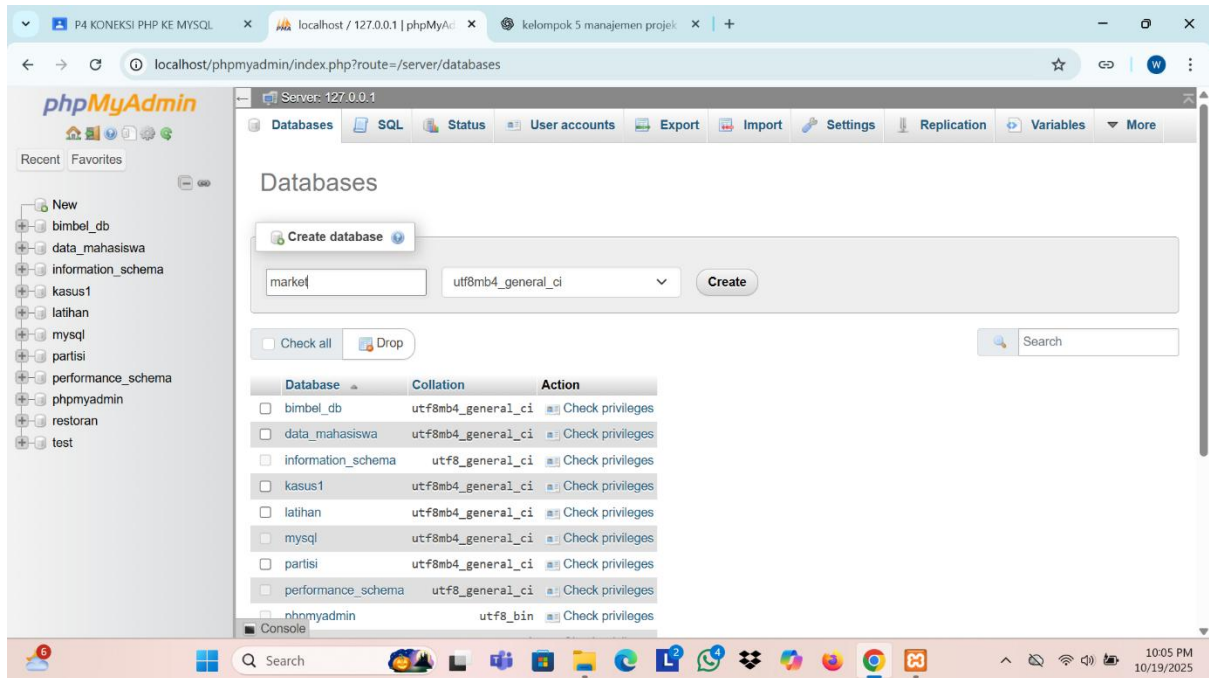 P4 KONEKSI PHP KE MYSQL
localhost / 127.0.0.1 | phpMyAd
kelompok 5 manajemen projek
localhost/phpmyadmin/index.php?route=/server/databases
W
phpMyAdmin
Recent Favorites
New
bimbel_db
data_mahasiswa
information_schema
kasus1
latihan
mysql
partisi
performance_schema
phpmyadmin
restoran
test
Server: 127.0.0.1
Databases SQL Status User accounts Export Import Settings Replication Variables More
Databases
Create database
market utf8mb4_general_ci Create
Check all Drop Search
Database Collation Action
bimbel_db utf8mb4_general_ci Check privileges
data_mahasiswa utf8mb4_general_ci Check privileges
information_schema utf8_general_ci Check privileges
kasus1 utf8mb4_general_ci Check privileges
latihan utf8mb4_general_ci Check privileges
mysql utf8mb4_general_ci Check privileges
partisi utf8mb4_general_ci Check privileges
performance_schema utf8_general_ci Check privileges
phpmyadmin utf8_bin Check privileges
Console
6
Search
2
4
10:05 PM
10/19/2025